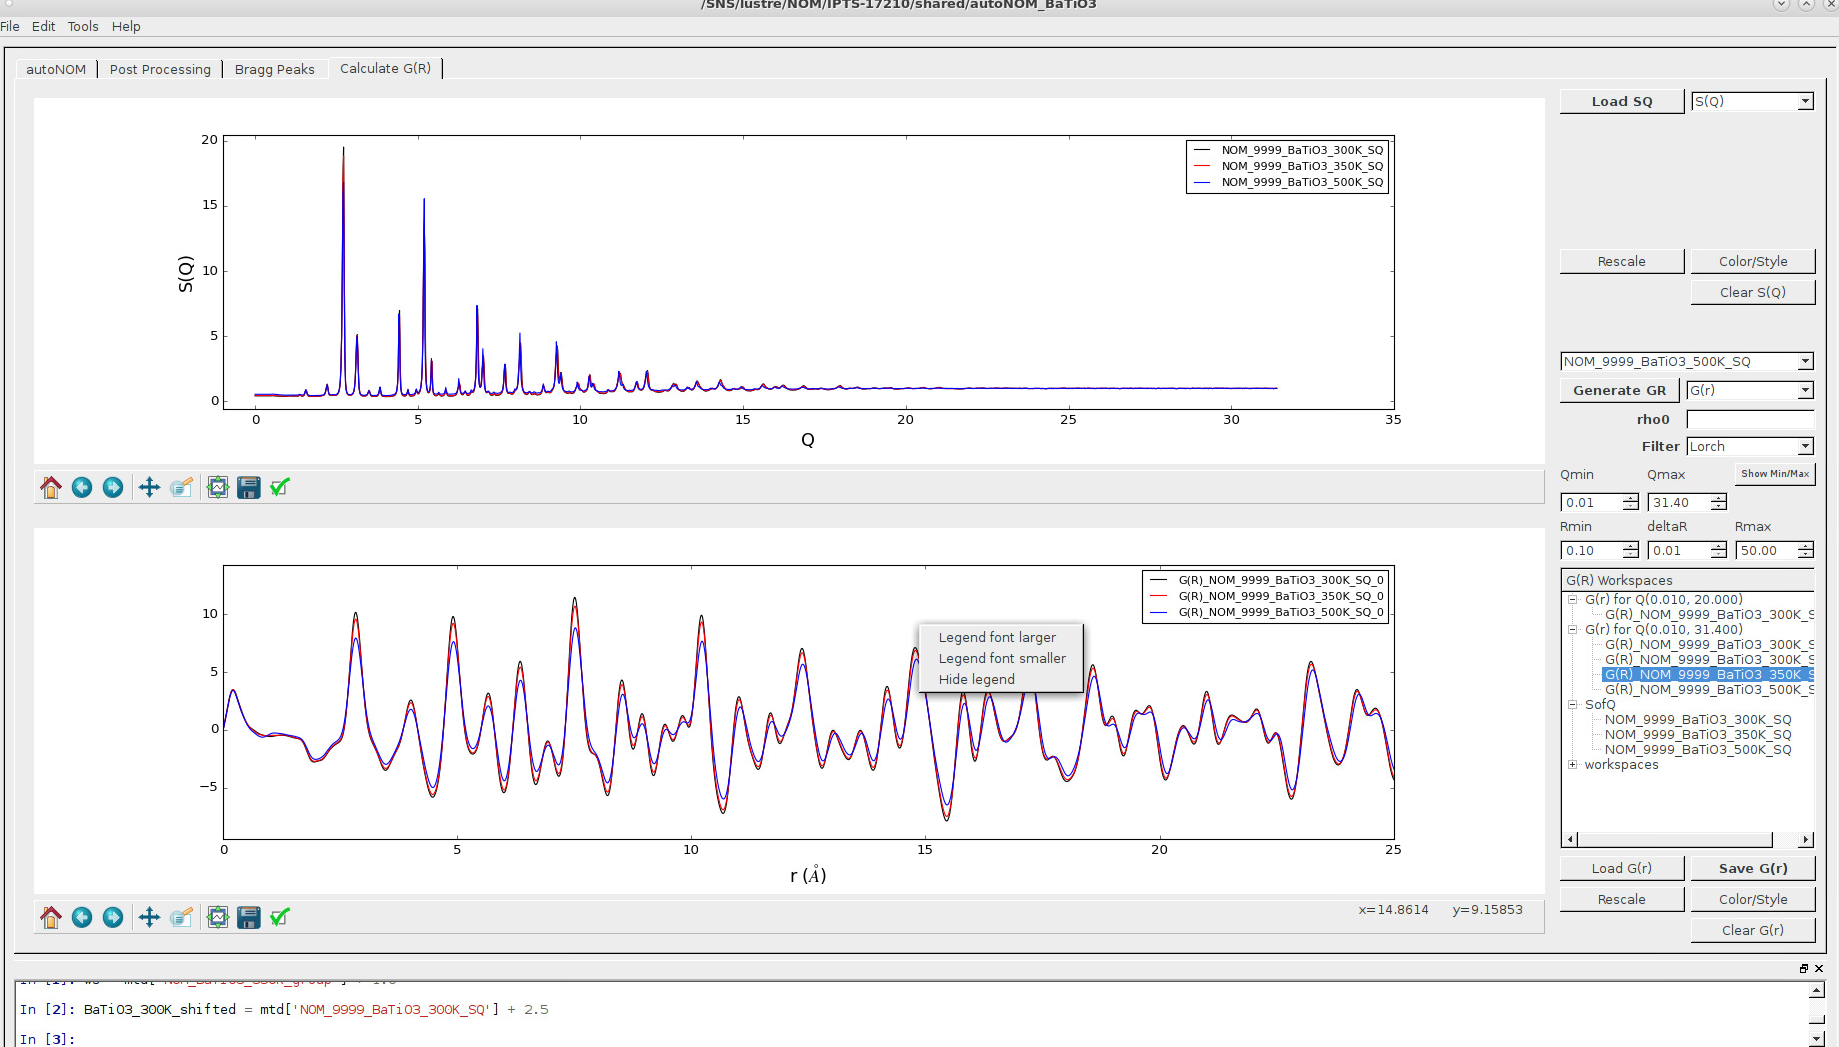 /SNS/lustre/NOM/IPTS-17210/shared/autoNOM_BaTiO3
File Edit Tools Help
autoNOM Post Processing Bragg Peaks Calculate G(R)
Load SQ S(Q)
20
15
10
5
0
S(Q)
NOM_9999_BaTiO3_300K_SQ
NOM_9999_BaTiO3_350K_SQ
NOM_9999_BaTiO3_500K_SQ
0 5 10 15 20 25 30 35
Q
Rescale Color/Style
Clear S(Q)
NOM_9999_BaTiO3_500K_SQ
Generate GR G(r)
rho0
Filter Lorch
Qmin Qmax Show Min/Max
0.01 31.40
Rmin deltaR Rmax
0.10 0.01 50.00
10
5
0
−5
G(R)_NOM_9999_BaTiO3_300K_SQ_0
G(R)_NOM_9999_BaTiO3_350K_SQ_0
G(R)_NOM_9999_BaTiO3_500K_SQ_0
Legend font larger
Legend font smaller
Hide legend
0 5 10 15 20 25
r (Å)
x=14.8614 y=9.15853
G(R) Workspaces
G(r) for Q(0.010, 20.000)
G(R)_NOM_9999_BaTiO3_300K_S
G(r) for Q(0.010, 31.400)
G(R)_NOM_9999_BaTiO3_300K_S
G(R)_NOM_9999_BaTiO3_300K_S
G(R)_NOM_9999_BaTiO3_350K_S
G(R)_NOM_9999_BaTiO3_500K_S
SofQ
NOM_9999_BaTiO3_300K_SQ
NOM_9999_BaTiO3_350K_SQ
NOM_9999_BaTiO3_500K_SQ
workspaces
Load G(r) Save G(r)
Rescale Color/Style
Clear G(r)
In [2]: BaTiO3_300K_shifted = mtd['NOM_9999_BaTiO3_300K_SQ'] + 2.5
In [3]: